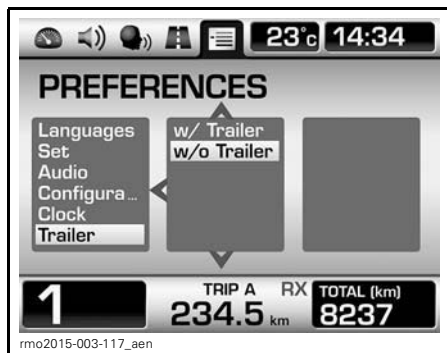 23°c 14:34
PREFERENCES
Languages
Set
Audio
Configura...
Clock
Trailer
w/ Trailer
w/o Trailer
1
TRIP A
234.5 km
RX
TOTAL (km)
8237
rmo2015-003-117_aen